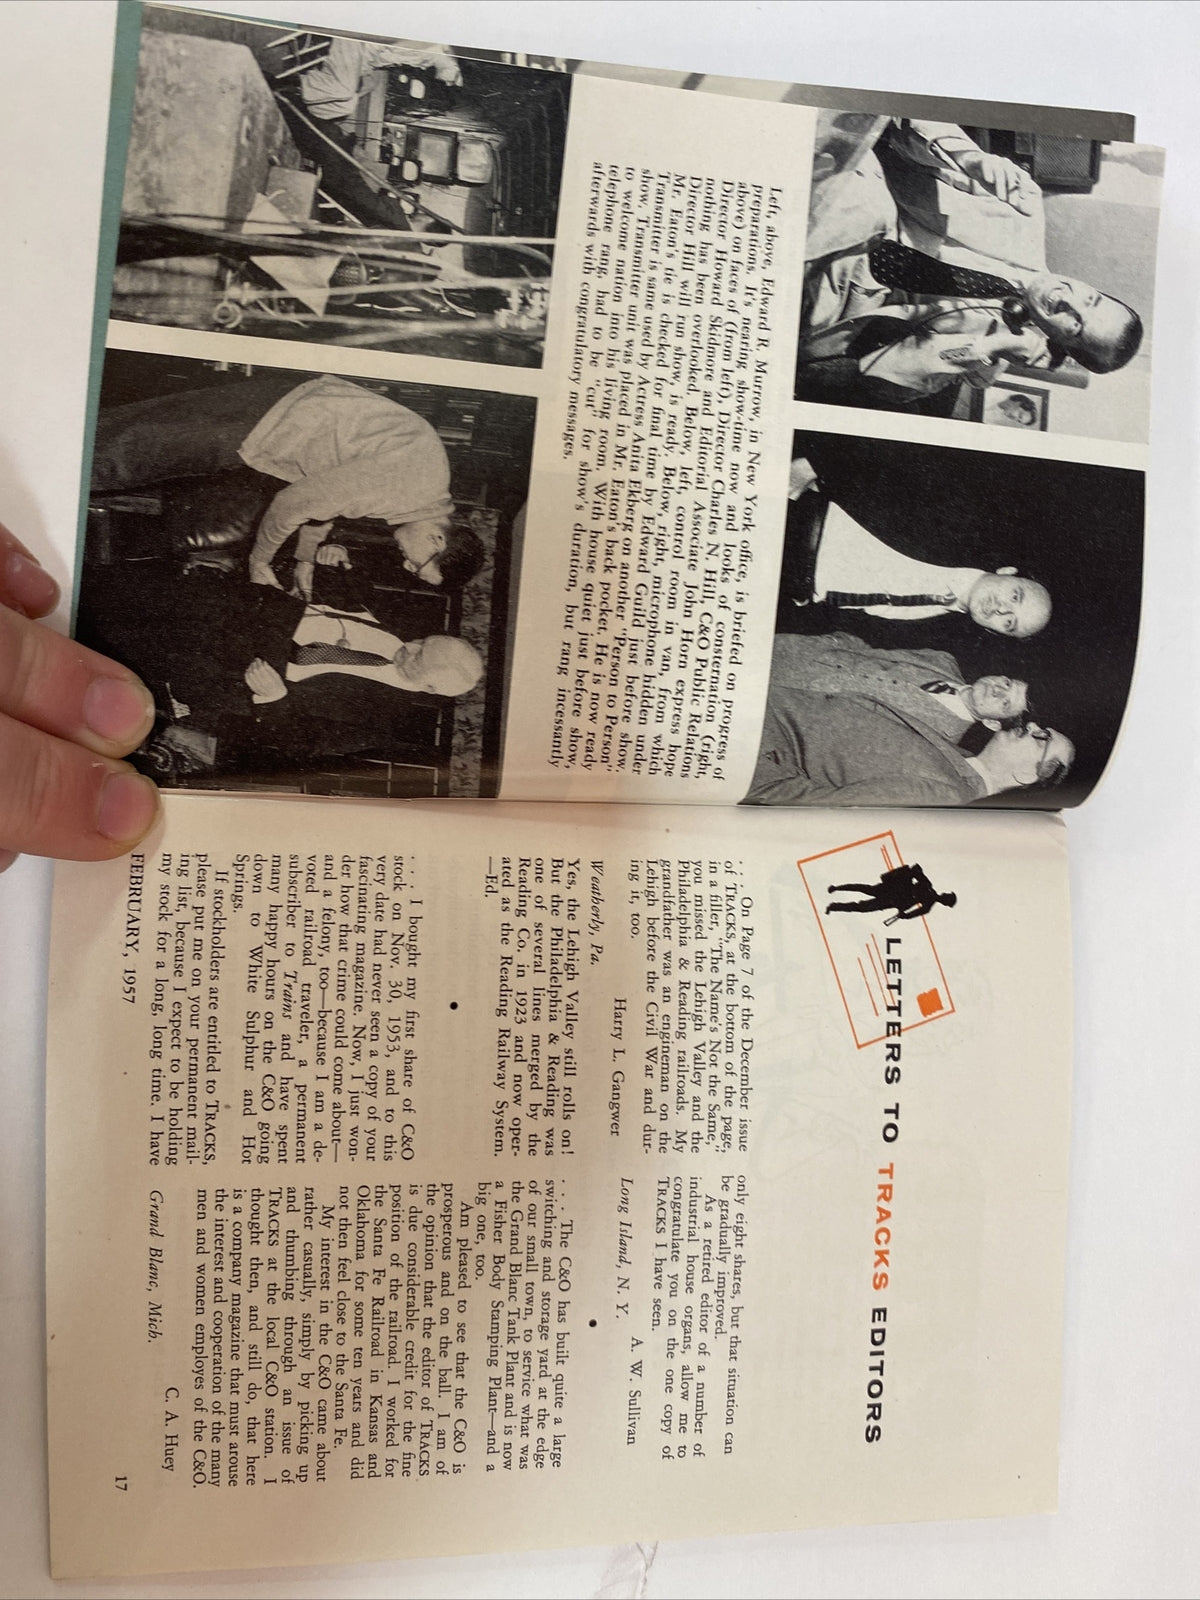 Left, above, Edward R. Murrow, in New York office, is briefed on progress of
preparations. It's nearing show-time now and looks of consternation (right,
above) on faces of (from left), Director Charles N. Hill, C&O Public Relations
Director Howard Skidmore and Editorial Associate John Horn express hope
nothing has been overlooked. Below, left, control room in van, from which
Director Hill will run show, is ready. Below, right, microphone hidden under
Mr. Eaton's tie is checked for final time by Edward Guild just before show.
Transmitter is same used by Actress Anita Ekberg on another "Person to Person"
show. Transmitter unit was placed in Mr. Eaton's back pocket. He is now ready
to welcome nation into his living room. With house quiet just before show,
telephone rang, had to be "cut" for show's duration, but rang incessantly
afterwards with congratulatory messages.
LETTERS TO TRACKS EDITORS
. . . On Page 7 of the December issue
of TRACKS, at the bottom of the page,
in a filler, "The Name's Not the Same,"
you missed the Lehigh Valley and the
Philadelphia & Reading railroads. My
grandfather was an engineman on the
Lehigh before the Civil War and dur-
ing it, too.
Harry L. Gangwer
Weatherly, Pa.
Yes, the Lehigh Valley still rolls on!
But the Philadelphia & Reading was
one of several lines merged by the
Reading Co. in 1923 and now oper-
ated as the Reading Railway System.
—Ed.
•
. . . I bought my first share of C&O
stock on Nov. 30, 1953, and to this
very date had never seen a copy of your
fascinating magazine. Now, I just won-
der how that crime could come about—
and a felony, too—because I am a de-
voted railroad traveler, a permanent
subscriber to Trains and have spent
many happy hours on the C&O going
down to White Sulphur and Hot
Springs.
If stockholders are entitled to TRACKS,
please put me on your permanent mail-
ing list, because I expect to be holding
my stock for a long, long time. I have
only eight shares, but that situation can
be gradually improved.
As a retired editor of a number of
industrial house organs, allow me to
congratulate you on the one copy of
TRACKS I have seen.
A. W. Sullivan
Long Island, N. Y.
•
. . . The C&O has built quite a large
switching and storage yard at the edge
of our small town, to service what was
the Grand Blanc Tank Plant and is now
a Fisher Body Stamping Plant—and a
big one, too.
Am pleased to see that the C&O is
prosperous and on the ball. I am of
the opinion that the editor of TRACKS
is due considerable credit for the fine
position of the railroad. I worked for
the Santa Fe Railroad in Kansas and
Oklahoma for some ten years and did
not then feel close to the Santa Fe.
My interest in the C&O came about
rather casually, simply by picking up
and thumbing through an issue of
TRACKS at the local C&O station. I
thought then, and still do, that here
is a company magazine that must arouse
the interest and cooperation of the many
men and women employes of the C&O.
C. A. Huey
Grand Blanc, Mich.
FEBRUARY, 1957
17